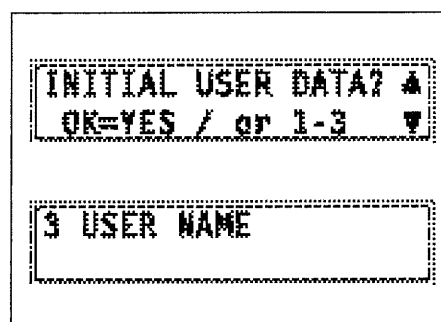 INITIAL USER DATA? ▲
OK=YES / or 1-3 ▼
3 USER NAME